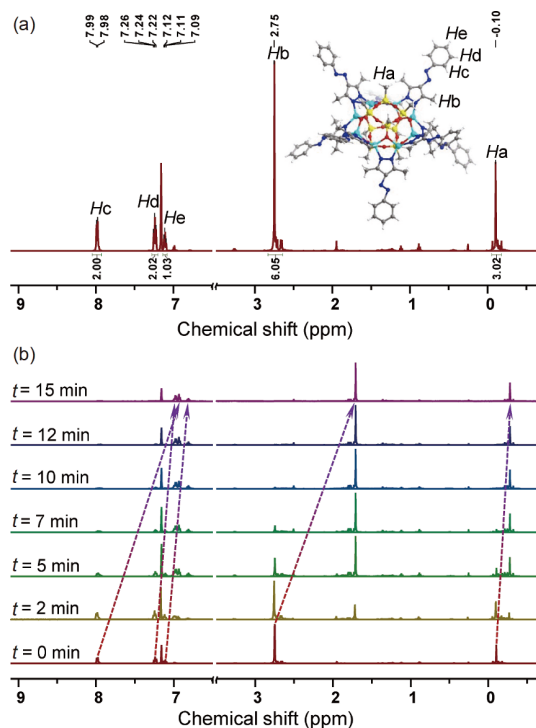 (a)
7.99
7.98
7.26
7.24
7.22
7.12
7.11
7.09
2.75
-0.10
Hb
He
Hd
Hc
Ha
Hb
Ha
Hc
Hd
He
2.00
2.02
1.03
6.05
3.02
9 8 7 3 2 1 0
Chemical shift (ppm)
(b)
t = 15 min
t = 12 min
t = 10 min
t = 7 min
t = 5 min
t = 2 min
t = 0 min
9 8 7 3 2 1 0
Chemical shift (ppm)